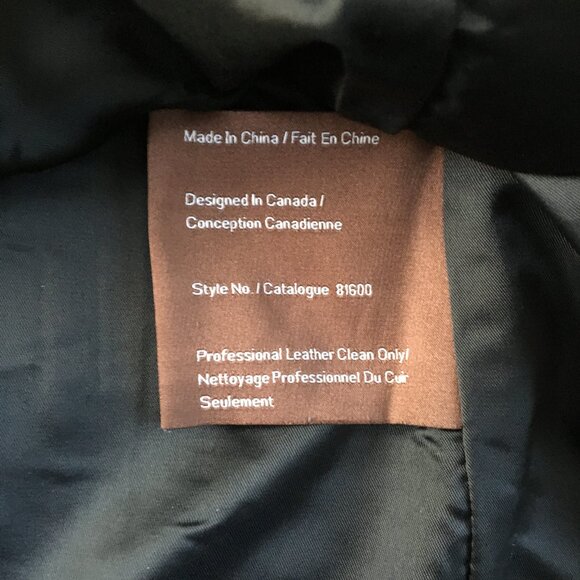 Made In China / Fait En Chine
Designed In Canada /
Conception Canadienne
Style No. / Catalogue 81600
Professional Leather Clean Only/
Nettoyage Professionnel Du Cuir
Seulement